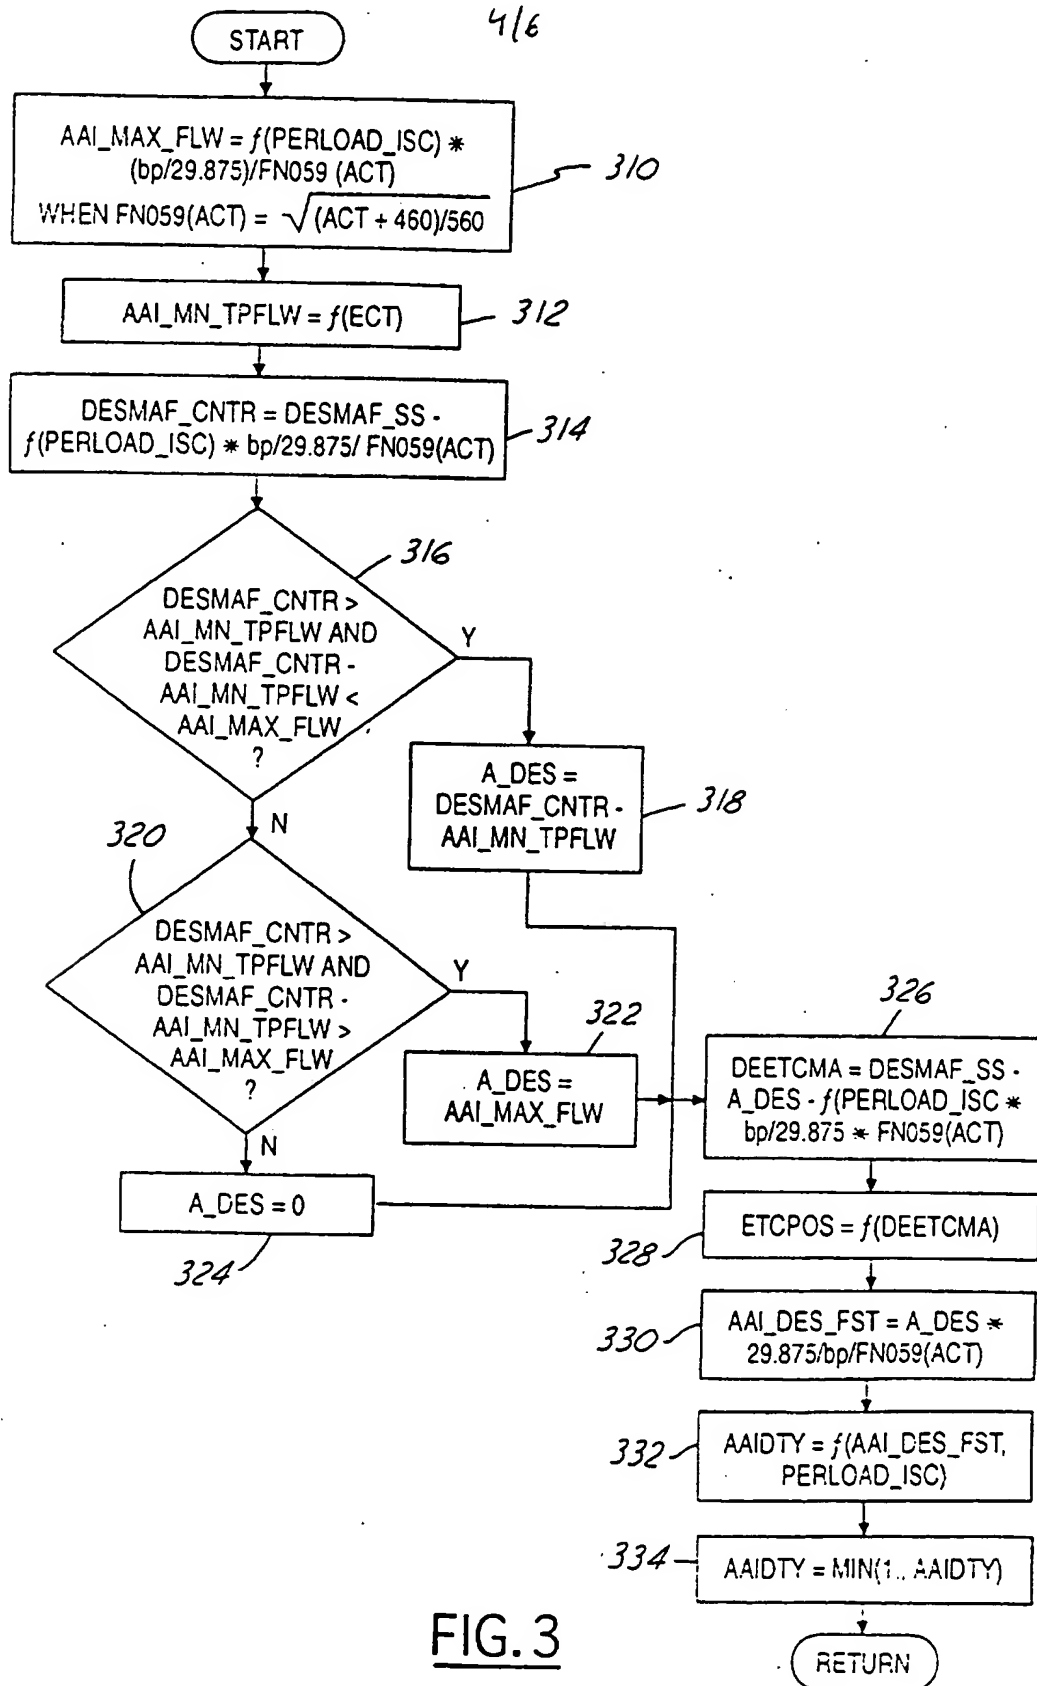 4/6
START
AAI_MAX_FLW = f(PERLOAD_ISC) *
(bp/29.875)/FN059 (ACT)
WHEN FN059(ACT) = √(ACT + 460)/560
310
AAI_MN_TPFLW = f(ECT)
312
DESMAF_CNTR = DESMAF_SS -
f(PERLOAD_ISC) * bp/29.875/ FN059(ACT)
314
316
DESMAF_CNTR >
AAI_MN_TPFLW AND
DESMAF_CNTR -
AAI_MN_TPFLW <
AAI_MAX_FLW
?
Y
N
A_DES =
DESMAF_CNTR -
AAI_MN_TPFLW
318
320
DESMAF_CNTR >
AAI_MN_TPFLW AND
DESMAF_CNTR -
AAI_MN_TPFLW >
AAI_MAX_FLW
?
Y
N
322
A_DES =
AAI_MAX_FLW
A_DES = 0
324
326
DEETCMA = DESMAF_SS -
A_DES - f(PERLOAD_ISC *
bp/29.875 * FN059(ACT)
ETCPOS = f(DEETCMA)
328
AAI_DES_FST = A_DES *
29.875/bp/FN059(ACT)
330
AAIDTY = f(AAI_DES_FST,
PERLOAD_ISC)
332
AAIDTY = MIN(1., AAIDTY)
334
RETURN
FIG. 3